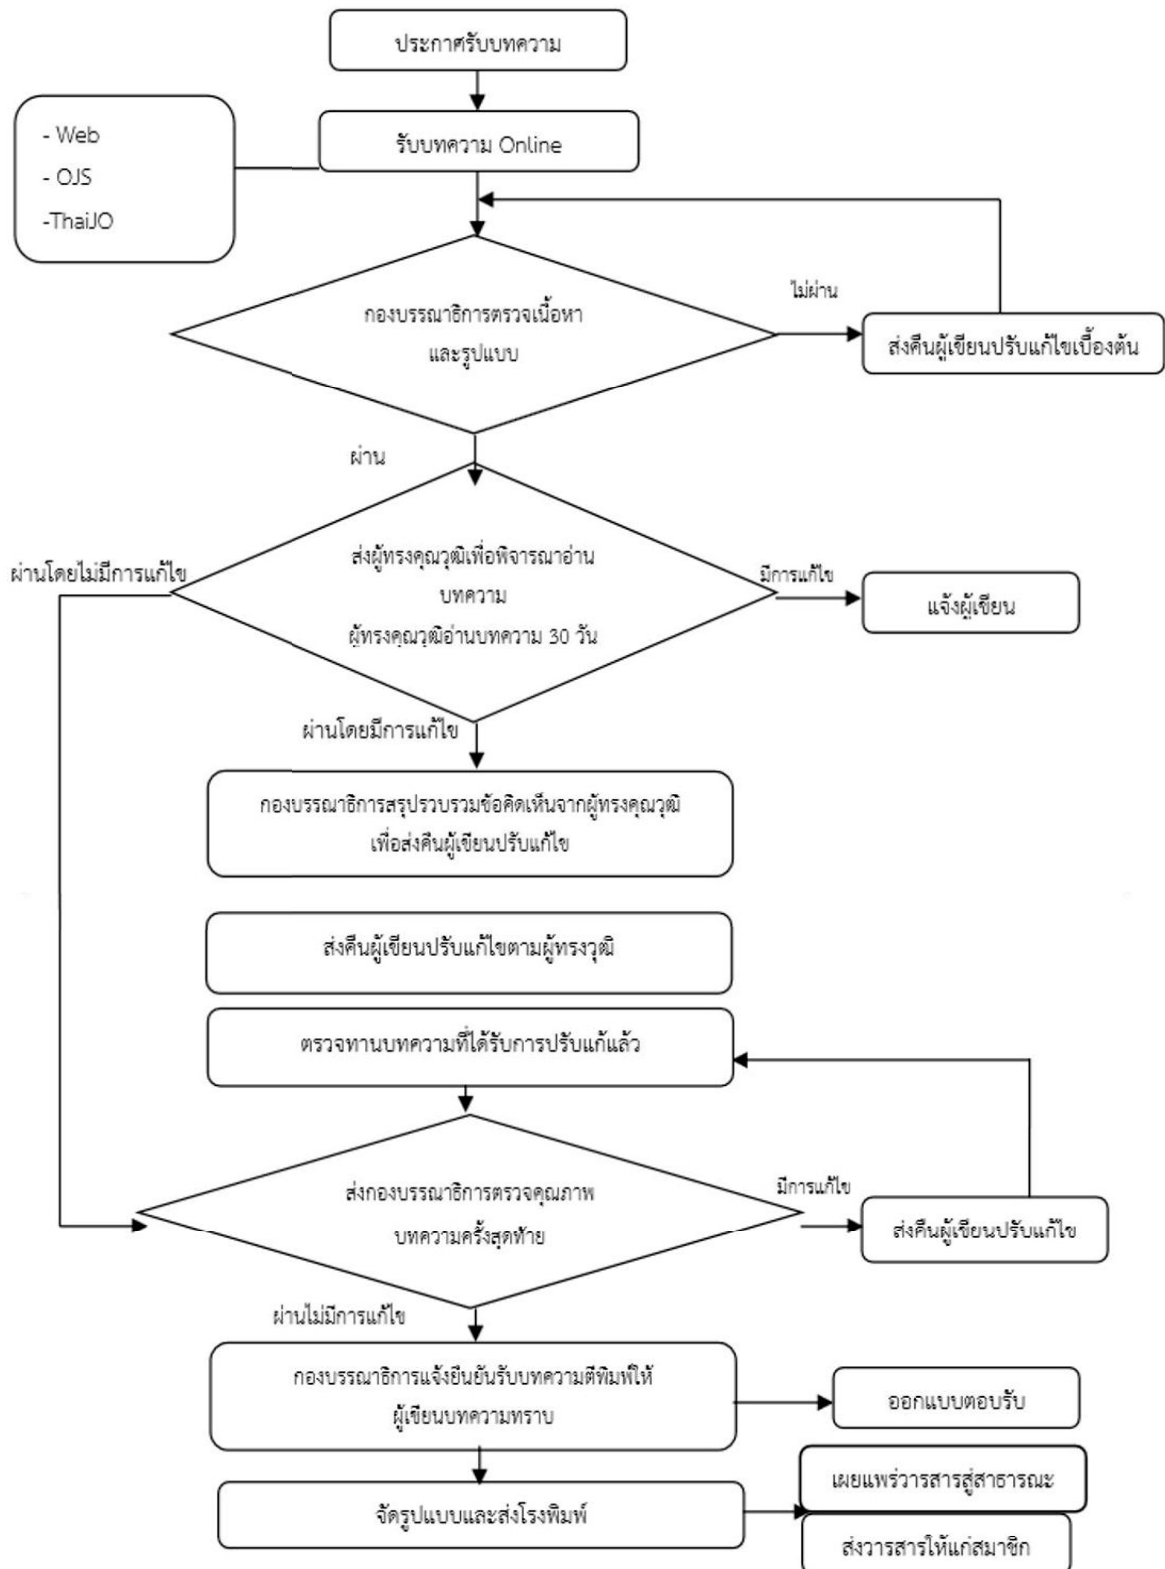 ประกาศรับบทความ
รับบทความ Online
- Web
- OJS
-ThaiJO
กองบรรณาธิการตรวจเนื้อหา
และรูปแบบ
ไม่ผ่าน
ส่งคืนผู้เขียนปรับแก้ไขเบื้องต้น
ผ่าน
ส่งผู้ทรงคุณวุฒิเพื่อพิจารณาอ่าน
บทความ
ผู้ทรงคุณวุฒิอ่านบทความ 30 วัน
ผ่านโดยไม่มีการแก้ไข
มีการแก้ไข
แจ้งผู้เขียน
ผ่านโดยมีการแก้ไข
กองบรรณาธิการสรุปรวบรวมข้อคิดเห็นจากผู้ทรงคุณวุฒิ
เพื่อส่งคืนผู้เขียนปรับแก้ไข
ส่งคืนผู้เขียนปรับแก้ไขตามผู้ทรงวุฒิ
ตรวจทานบทความที่ได้รับการปรับแก้แล้ว
ส่งกองบรรณาธิการตรวจคุณภาพ
บทความครั้งสุดท้าย
มีการแก้ไข
ส่งคืนผู้เขียนปรับแก้ไข
ผ่านไม่มีการแก้ไข
กองบรรณาธิการแจ้งยืนยันรับบทความตีพิมพ์ให้
ผู้เขียนบทความทราบ
ออกแบบตอบรับ
จัดรูปแบบและส่งโรงพิมพ์
เผยแพร่วารสารสู่สาธารณะ
ส่งวารสารให้แก่สมาชิก